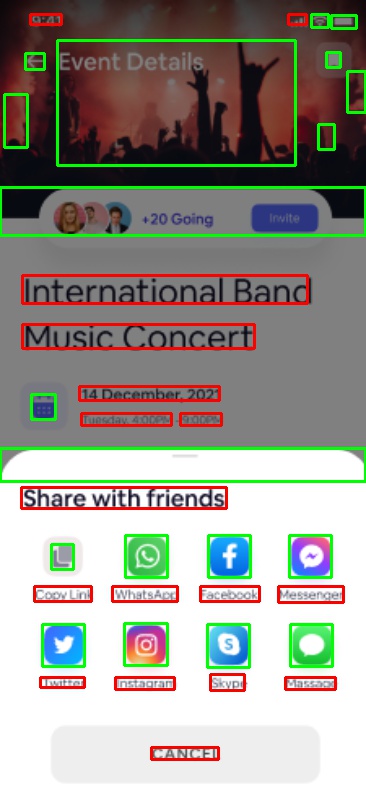 9:41
Event Details
+20 Going
Invite
International Band
Music Concert
14 December, 2021
Tuesday, 4:00PM - 9:00PM
Share with friends
Copy Link WhatsApp Facebook Messenger
Twitter Instagram Skype Massage
CANCEL